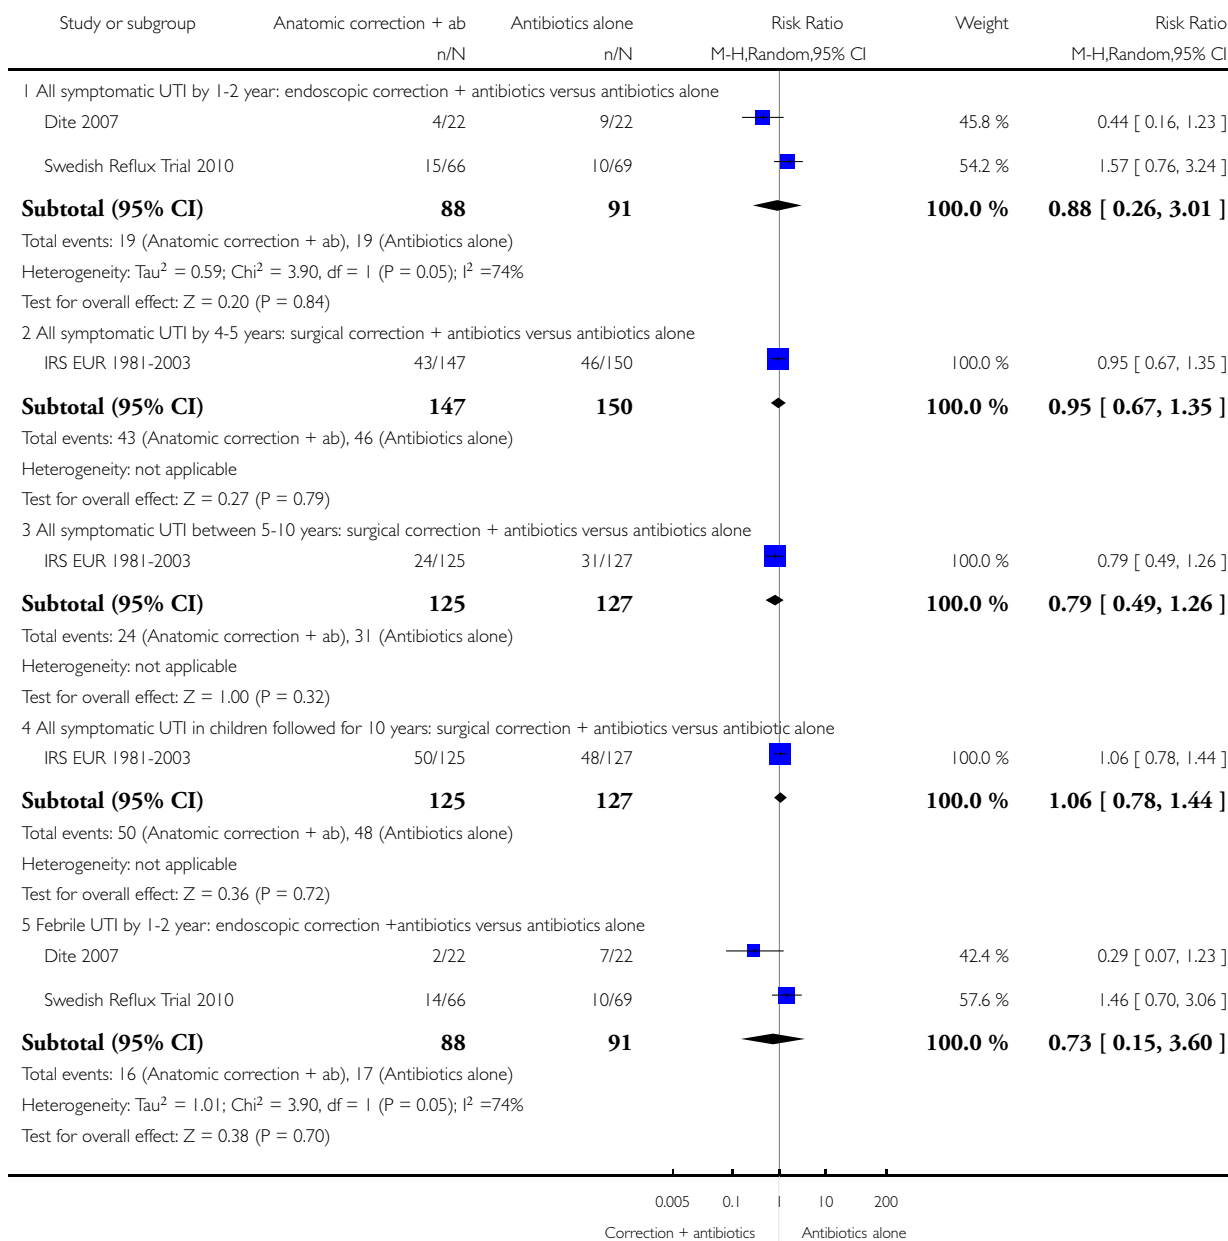 Study or subgroup Anatomic correction + ab Antibiotics alone Risk Ratio Weight Risk Ratio
n/N n/N M-H,Random,95% CI M-H,Random,95% CI
1 All symptomatic UTI by 1-2 year: endoscopic correction + antibiotics versus antibiotics alone
Dite 2007 4/22 9/22 45.8 % 0.44 [ 0.16, 1.23 ]
Swedish Reflux Trial 2010 15/66 10/69 54.2 % 1.57 [ 0.76, 3.24 ]
Subtotal (95% CI) 88 91 100.0 % 0.88 [ 0.26, 3.01 ]
Total events: 19 (Anatomic correction + ab), 19 (Antibiotics alone)
Heterogeneity: Tau² = 0.59; Chi² = 3.90, df = 1 (P = 0.05); I² =74%
Test for overall effect: Z = 0.20 (P = 0.84)
2 All symptomatic UTI by 4-5 years: surgical correction + antibiotics versus antibiotics alone
IRS EUR 1981-2003 43/147 46/150 100.0 % 0.95 [ 0.67, 1.35 ]
Subtotal (95% CI) 147 150 100.0 % 0.95 [ 0.67, 1.35 ]
Total events: 43 (Anatomic correction + ab), 46 (Antibiotics alone)
Heterogeneity: not applicable
Test for overall effect: Z = 0.27 (P = 0.79)
3 All symptomatic UTI between 5-10 years: surgical correction + antibiotics versus antibiotics alone
IRS EUR 1981-2003 24/125 31/127 100.0 % 0.79 [ 0.49, 1.26 ]
Subtotal (95% CI) 125 127 100.0 % 0.79 [ 0.49, 1.26 ]
Total events: 24 (Anatomic correction + ab), 31 (Antibiotics alone)
Heterogeneity: not applicable
Test for overall effect: Z = 1.00 (P = 0.32)
4 All symptomatic UTI in children followed for 10 years: surgical correction + antibiotics versus antibiotic alone
IRS EUR 1981-2003 50/125 48/127 100.0 % 1.06 [ 0.78, 1.44 ]
Subtotal (95% CI) 125 127 100.0 % 1.06 [ 0.78, 1.44 ]
Total events: 50 (Anatomic correction + ab), 48 (Antibiotics alone)
Heterogeneity: not applicable
Test for overall effect: Z = 0.36 (P = 0.72)
5 Febrile UTI by 1-2 year: endoscopic correction +antibiotics versus antibiotics alone
Dite 2007 2/22 7/22 42.4 % 0.29 [ 0.07, 1.23 ]
Swedish Reflux Trial 2010 14/66 10/69 57.6 % 1.46 [ 0.70, 3.06 ]
Subtotal (95% CI) 88 91 100.0 % 0.73 [ 0.15, 3.60 ]
Total events: 16 (Anatomic correction + ab), 17 (Antibiotics alone)
Heterogeneity: Tau² = 1.01; Chi² = 3.90, df = 1 (P = 0.05); I² =74%
Test for overall effect: Z = 0.38 (P = 0.70)
0.005 0.1 1 10 200
Correction + antibiotics Antibiotics alone